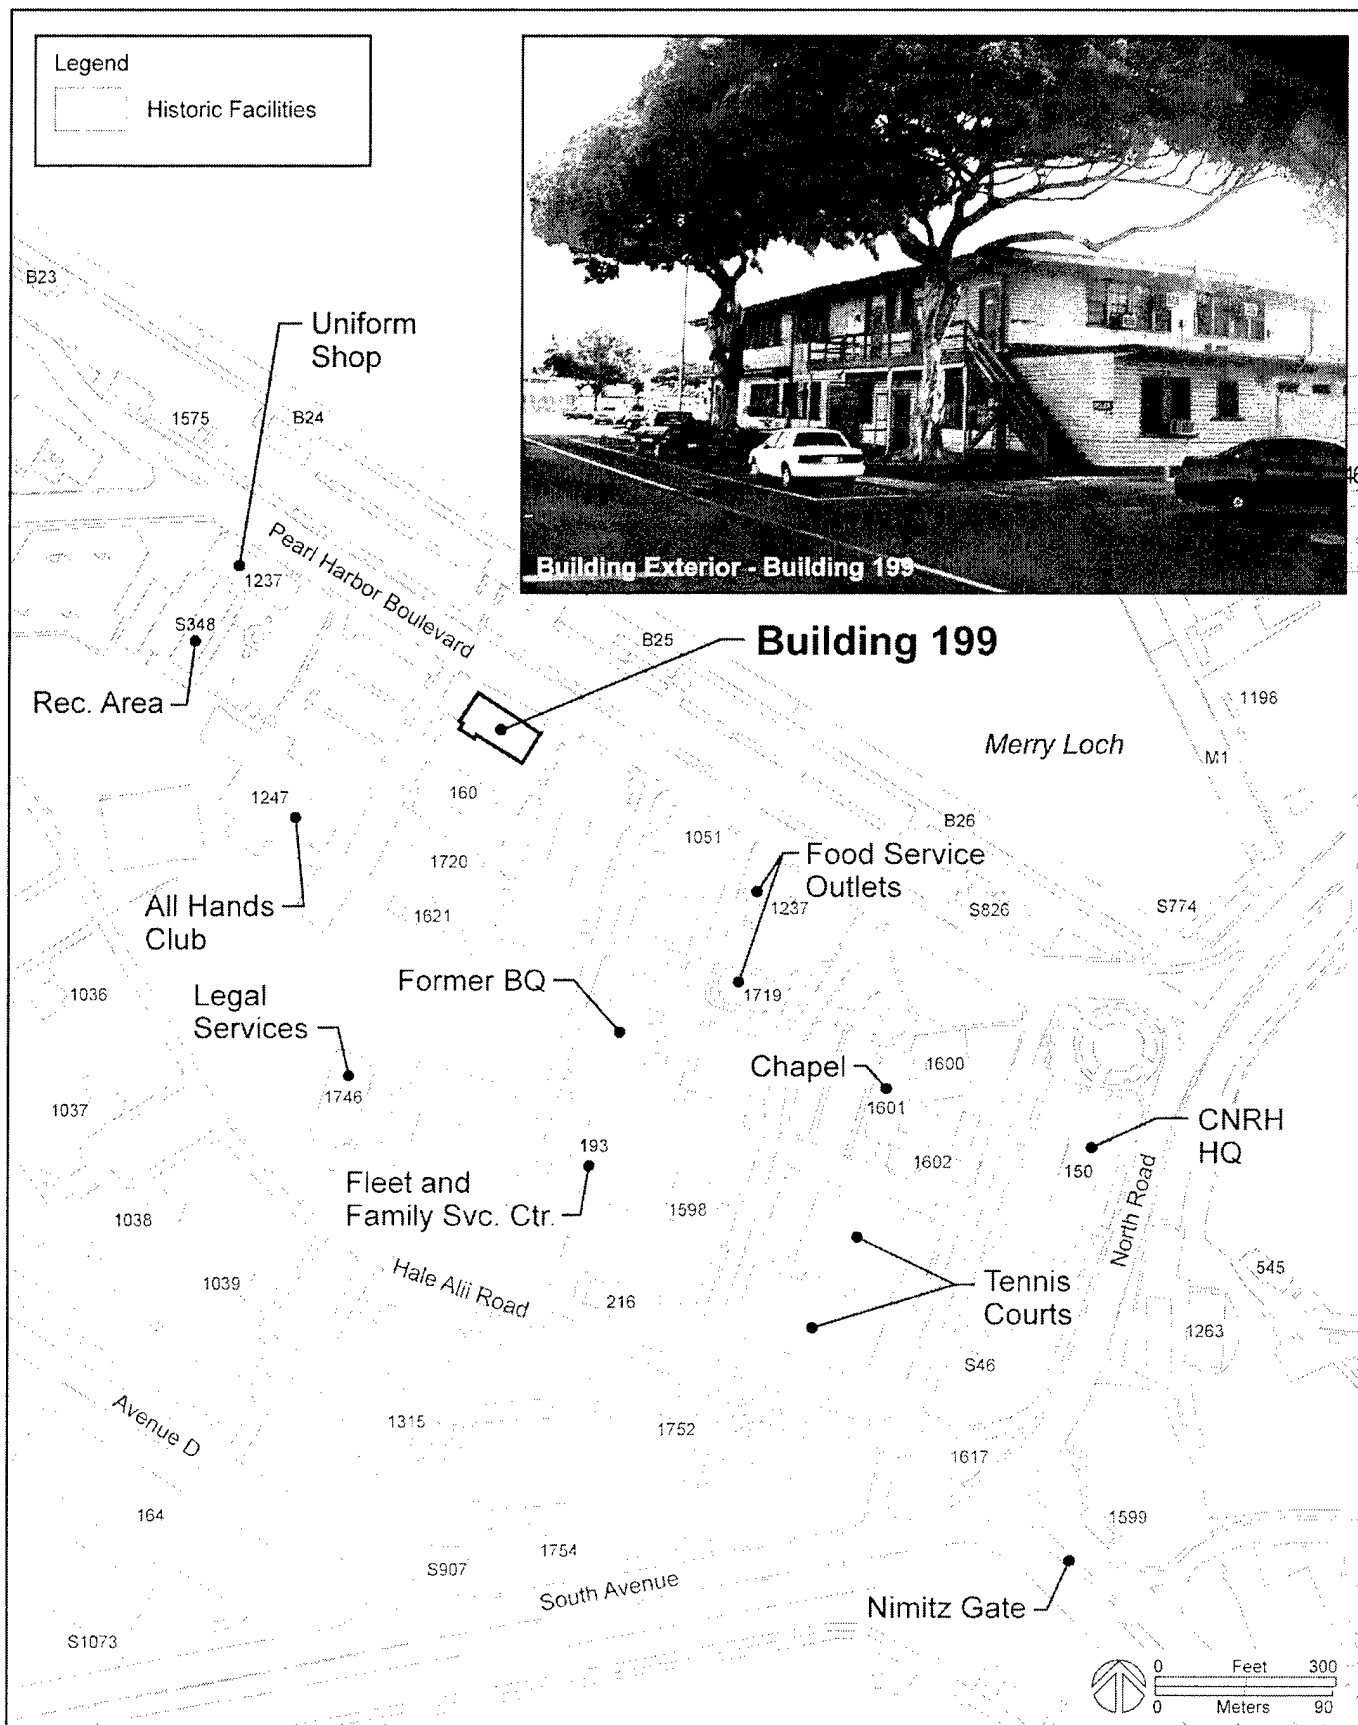 Legend
Historic Facilities
B23
Uniform
Shop
1575
B24
46
Building Exterior - Building 199
Pearl Harbor Boulevard
1237
S348
Rec. Area
B25
Building 199
1198
Merry Loch
M1
1247
160
B26
1051
1720
Food Service
Outlets
All Hands
Club
1621
1237
S826
S774
Former BQ
1036
Legal
Services
1719
Chapel
1600
1746
1037
1601
CNRH
HQ
193
1602
150
Fleet and
Family Svc. Ctr.
1598
North Road
1038
1039
Hale Alii Road
216
Tennis
Courts
545
1263
S46
Avenue D
1315
1752
1617
164
1599
1754
S907
South Avenue
Nimitz Gate
S1073
0 Feet 300
0 Meters 90